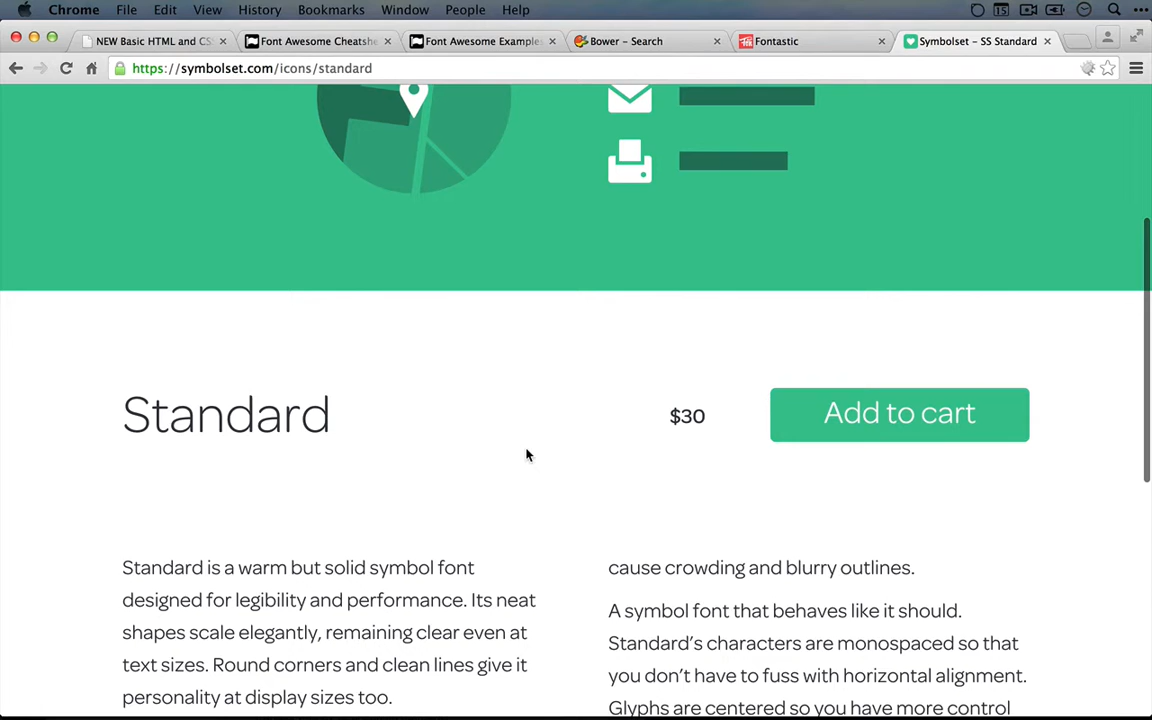 Chrome File Edit View History Bookmarks Window People Help
NEW Basic HTML and CS
Font Awesome Cheatshe
Font Awesome Examples
Bower – Search
Fontastic
Symbolset – SS Standard
https://symbolset.com/icons/standard
Standard
$30
Add to cart
Standard is a warm but solid symbol font
designed for legibility and performance. Its neat
shapes scale elegantly, remaining clear even at
text sizes. Round corners and clean lines give it
personality at display sizes too.
cause crowding and blurry outlines.
A symbol font that behaves like it should.
Standard’s characters are monospaced so that
you don’t have to fuss with horizontal alignment.
Glyphs are centered so you have more control